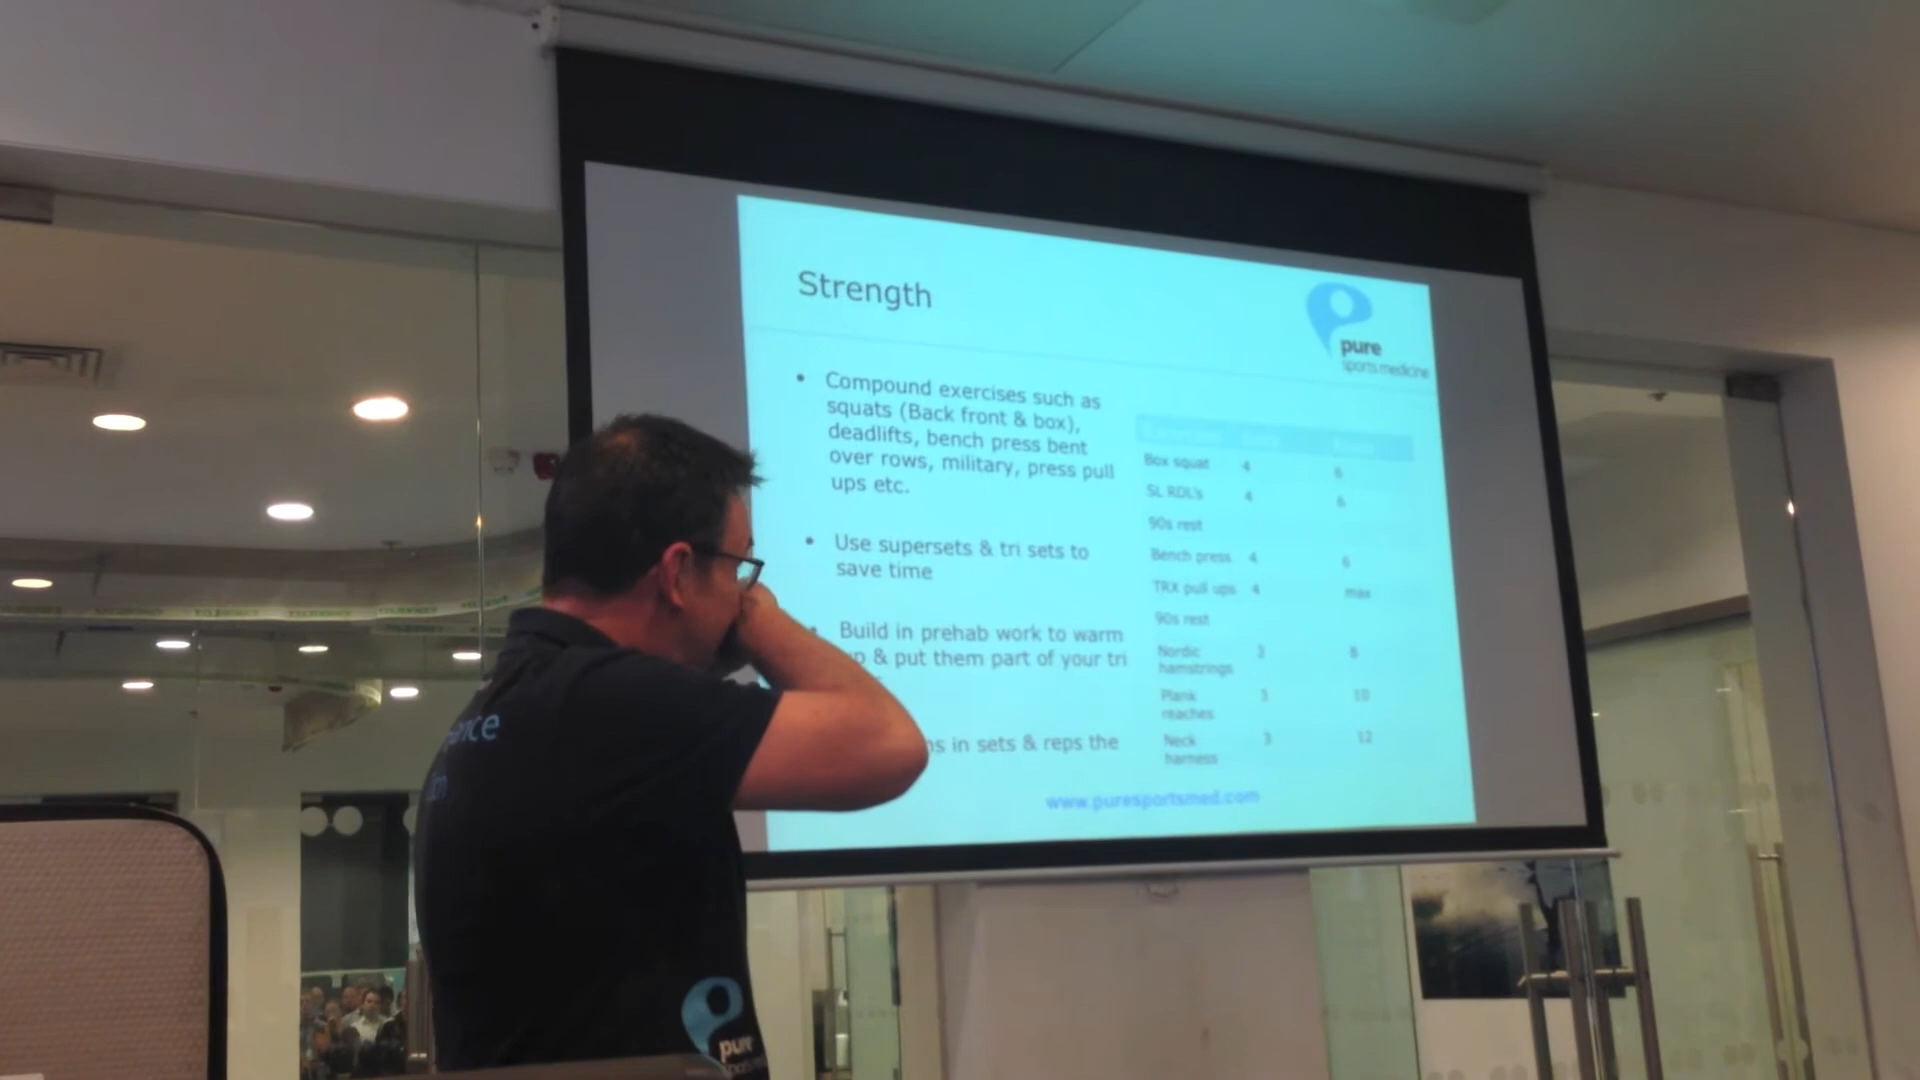 Strength
pure
sports medicine
• Compound exercises such as
squats (Back front & box),
deadlifts, bench press bent
over rows, military, press pull
ups etc.
• Use supersets & tri sets to
save time
• Build in prehab work to warm
& put them part of your tri
in sets & reps the
Box squat 4 6
SL RDL's 4 6
90s rest
Bench press 4 6
TRX pull ups 4 max
90s rest
Nordic 3 8
hamstrings
Plank 3 10
reaches
Neck 3 12
harness
www.puresportsmed.com
pure